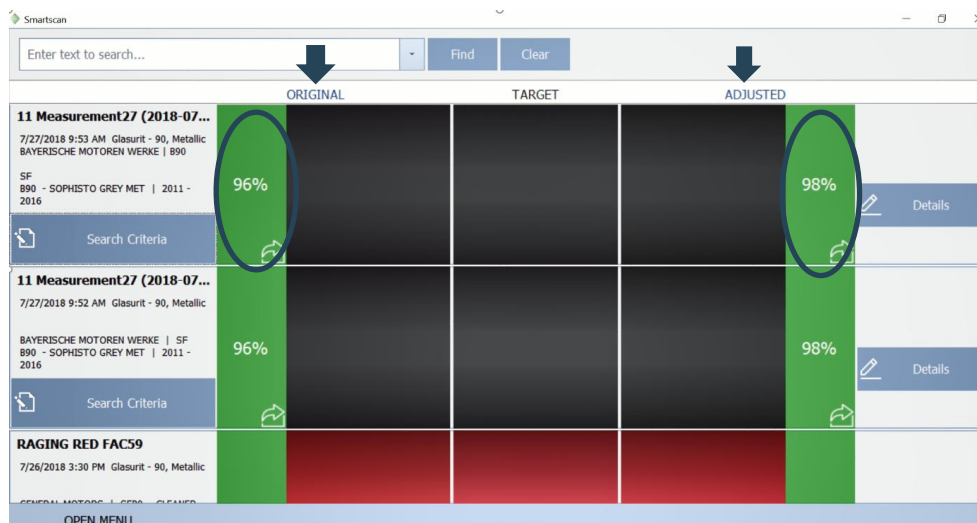 Smartscan
Enter text to search...
Find
Clear
ORIGINAL
TARGET
ADJUSTED
11 Measurement27 (2018-07...
7/27/2018 9:53 AM Glasurit - 90, Metallic
BAYERISCHE MOTOREN WERKE | B90
SF
B90 - SOPHISTO GREY MET | 2011 -
2016
Search Criteria
96%
98%
Details
11 Measurement27 (2018-07...
7/27/2018 9:52 AM Glasurit - 90, Metallic
BAYERISCHE MOTOREN WERKE | SF
B90 - SOPHISTO GREY MET | 2011 -
2016
Search Criteria
96%
98%
Details
RAGING RED FAC59
7/26/2018 3:30 PM Glasurit - 90, Metallic
GENERAL MOTORS
OPEN MENU